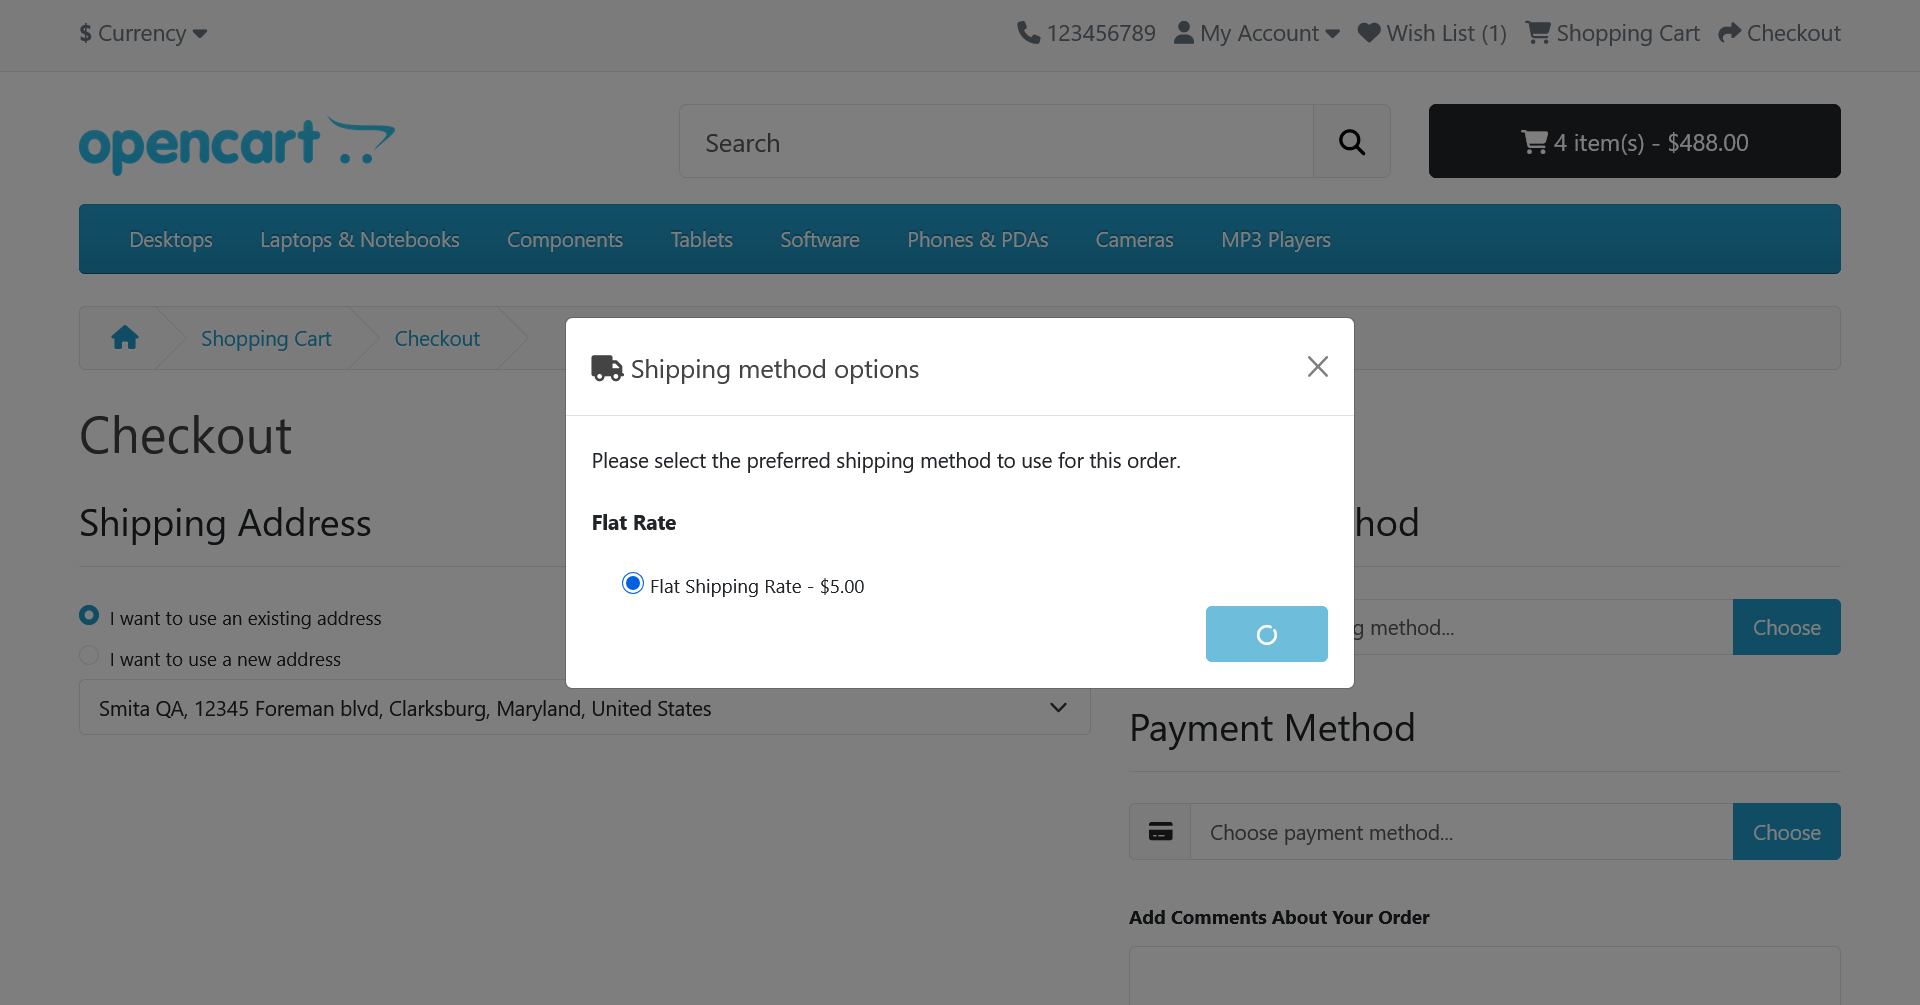 $ Currency
123456789 My Account Wish List (1) Shopping Cart Checkout
opencart
Search
4 item(s) - $488.00
Desktops Laptops & Notebooks Components Tablets Software Phones & PDAs Cameras MP3 Players
Shopping Cart Checkout
Shipping method options
Please select the preferred shipping method to use for this order.
Flat Rate
Flat Shipping Rate - $5.00
Checkout
Shipping Address
I want to use an existing address
I want to use a new address
Smita QA, 12345 Foreman blvd, Clarksburg, Maryland, United States
hod
g method...
Choose
Payment Method
Choose payment method...
Choose
Add Comments About Your Order